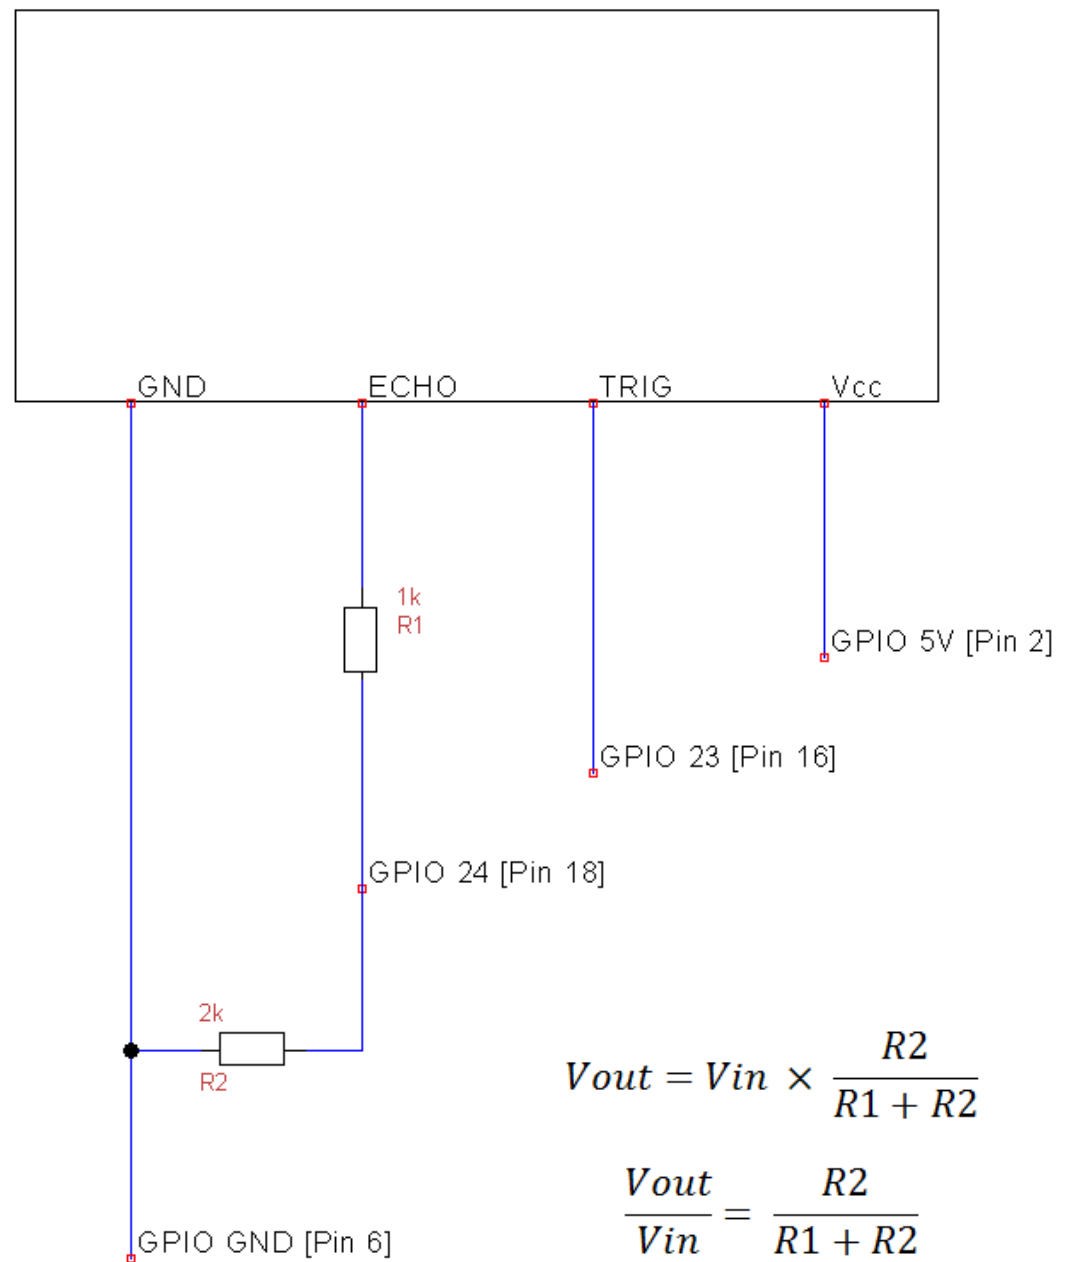 GND ECHO TRIG Vcc
1k
R1
GPIO 5V [Pin 2]
GPIO 23 [Pin 16]
GPIO 24 [Pin 18]
2k
R2
Vout = Vin × R2 / (R1 + R2)
Vout / Vin = R2 / (R1 + R2)
GPIO GND [Pin 6]